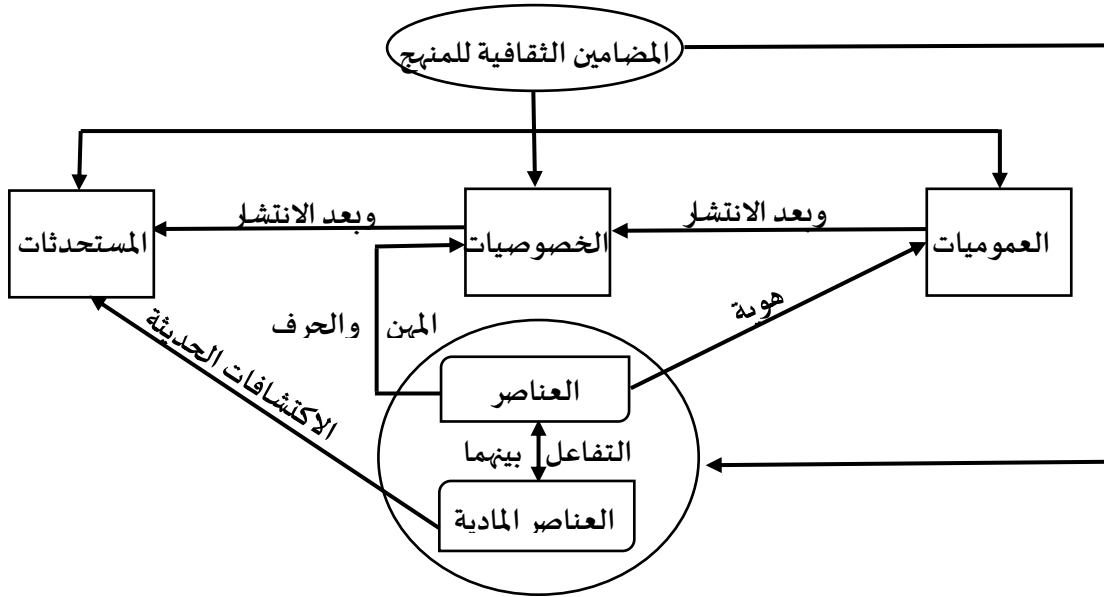 المضامين الثقافية للمنهج
العموميات
وبعد الانتشار
الخصوصيات
وبعد الانتشار
المستحدثات
هوية
المهن والحرف
الاكتشافات الحديثة
العناصر
التفاعل بينهما
العناصر المادية